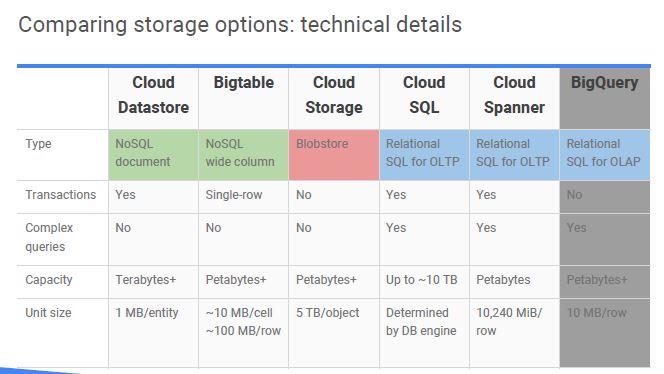 Comparing storage options: technical details
Cloud Datastore Bigtable Cloud Storage Cloud SQL Cloud Spanner BigQuery
Type NoSQL document NoSQL wide column Blobstore Relational SQL for OLTP Relational SQL for OLTP Relational SQL for OLAP
Transactions Yes Single-row No Yes Yes No
Complex queries No No No Yes Yes Yes
Capacity Terabytes+ Petabytes+ Petabytes+ Up to ~10 TB Petabytes Petabytes+
Unit size 1 MB/entity ~10 MB/cell ~100 MB/row 5 TB/object Determined by DB engine 10,240 MiB/ row 10 MB/row